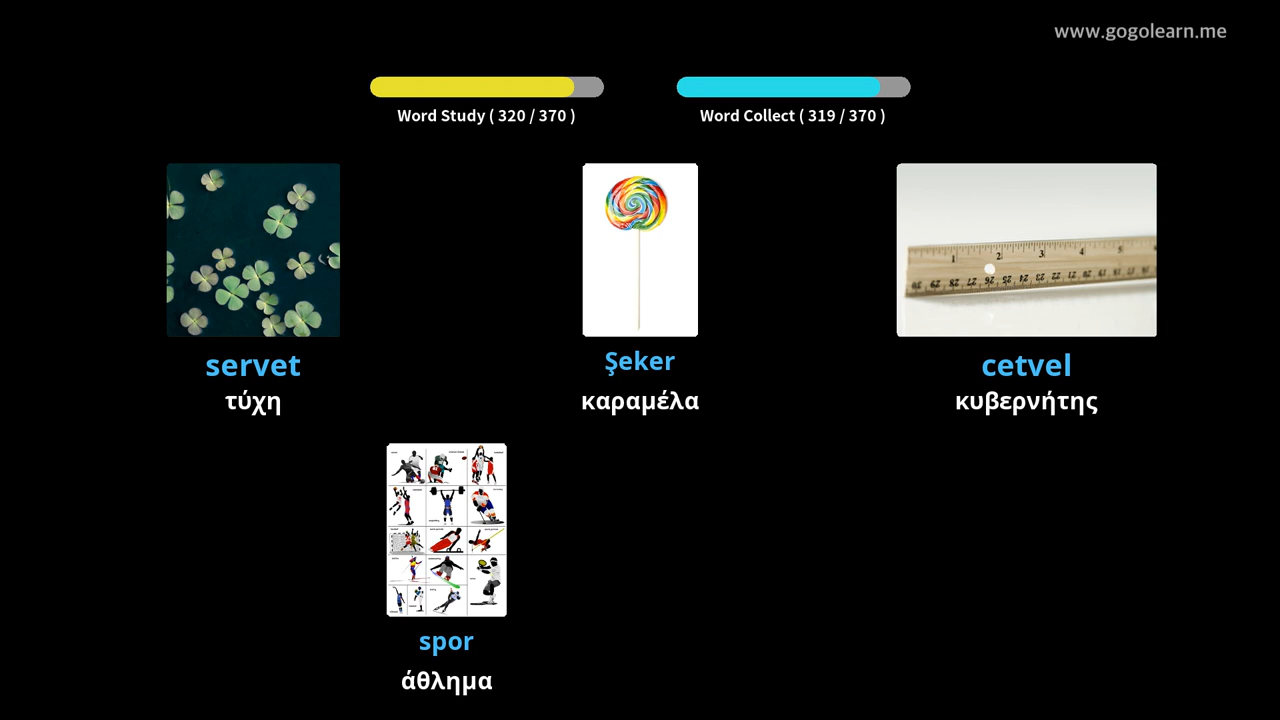 www.gogolearn.me
Word Study ( 320 / 370 )
Word Collect ( 319 / 370 )
servet
τύχη
Şeker
καραμέλα
cetvel
κυβερνήτης
spor
άθλημα